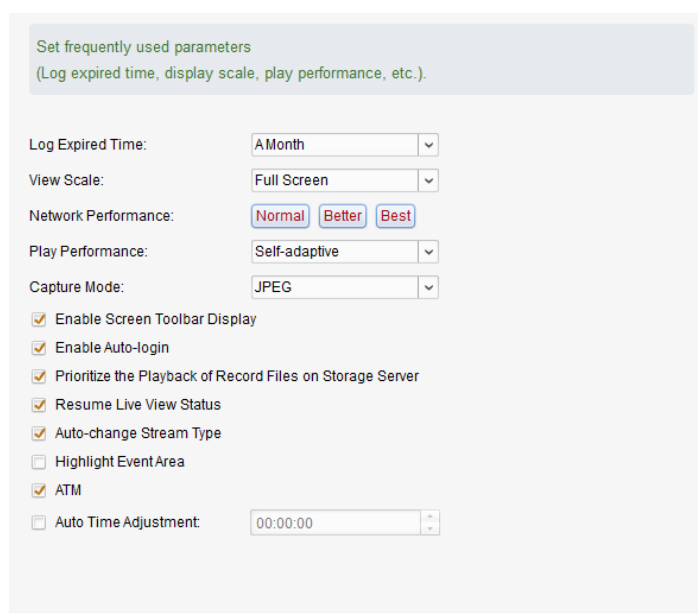 Set frequently used parameters
(Log expired time, display scale, play performance, etc.).
Log Expired Time: A Month
View Scale: Full Screen
Network Performance: Normal Better Best
Play Performance: Self-adaptive
Capture Mode: JPEG
Enable Screen Toolbar Display
Enable Auto-login
Prioritize the Playback of Record Files on Storage Server
Resume Live View Status
Auto-change Stream Type
Highlight Event Area
ATM
Auto Time Adjustment: 00:00:00